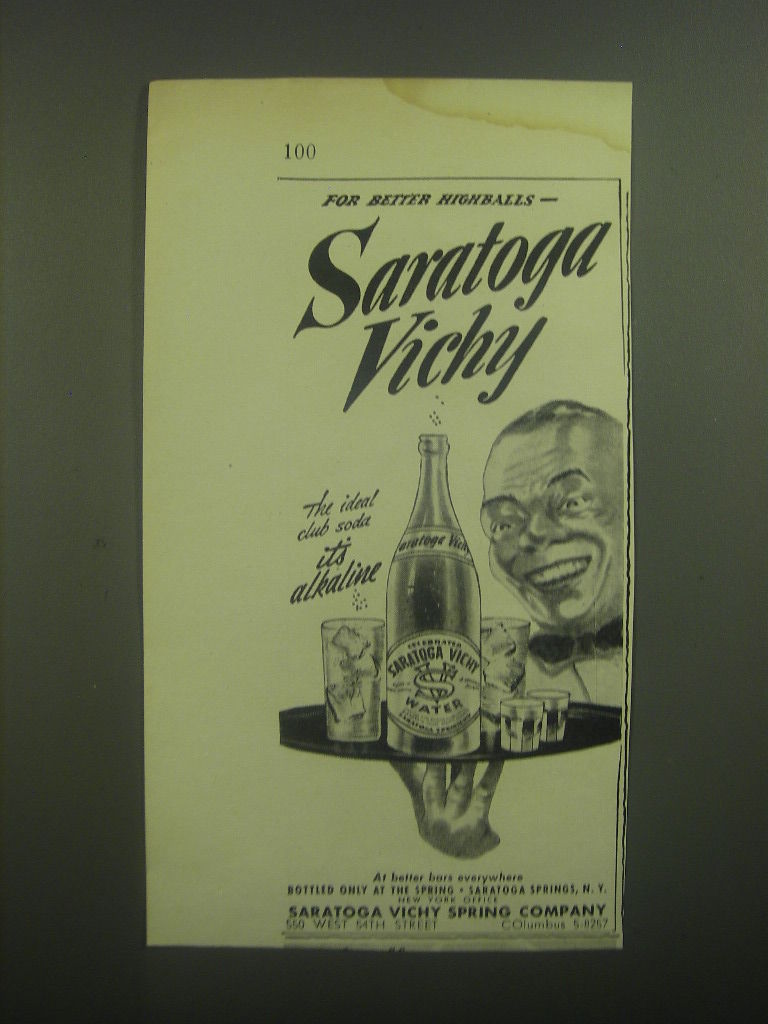 100
FOR BETTER HIGHBALLS —
Saratoga
Vichy
The ideal
club soda
it's
alkaline
Saratoga Vichy
CELEBRATED
SARATOGA VICHY
WATER
At better bars everywhere
BOTTLED ONLY AT THE SPRING • SARATOGA SPRINGS, N. Y.
NEW YORK OFFICE
SARATOGA VICHY SPRING COMPANY
550 WEST 54TH STREET COlumbus 5-0267